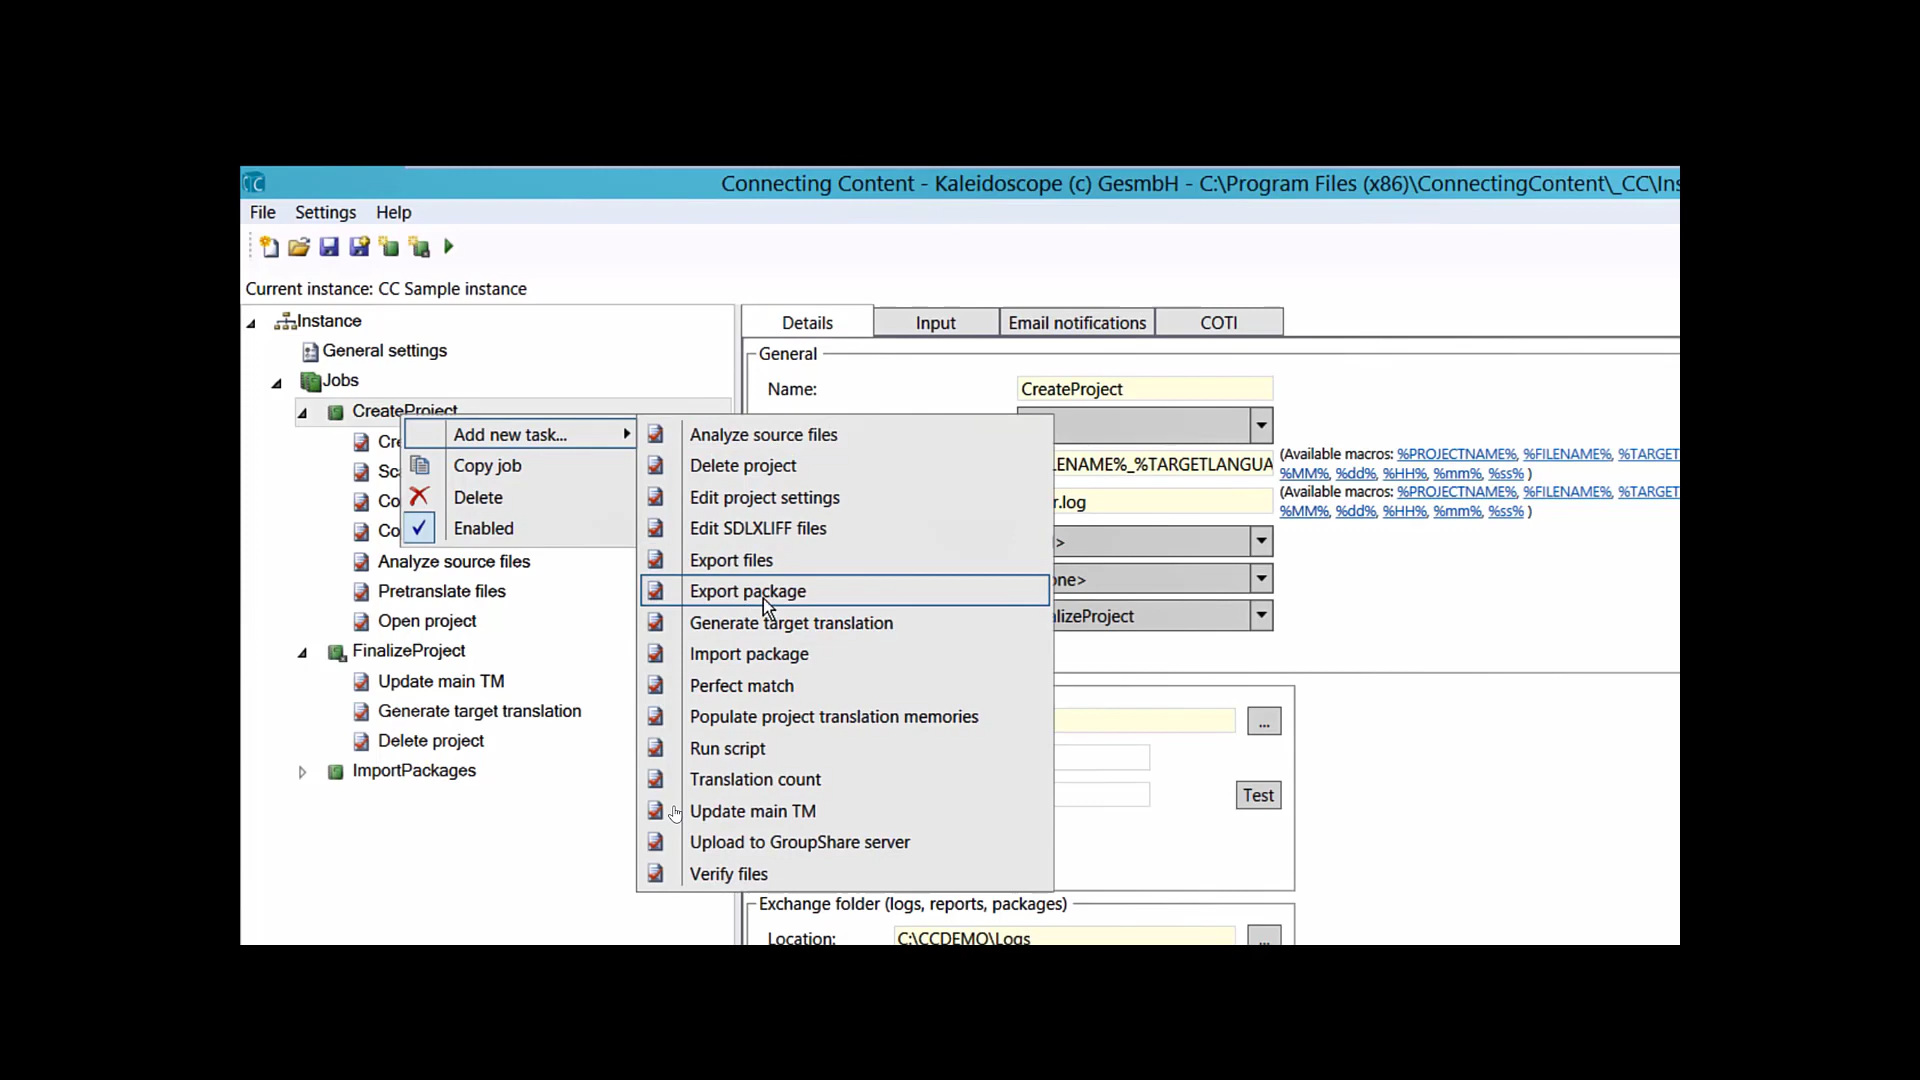 Connecting Content - Kaleidoscope (c) GesmbH - C:\Program Files (x86)\ConnectingContent\_CC\Ins
File Settings Help
Current instance: CC Sample instance
Instance
General settings
Jobs
CreateProject
Analyze source files
Pretranslate files
Open project
FinalizeProject
Update main TM
Generate target translation
Delete project
ImportPackages
Add new task...
Copy job
Delete
Enabled
Analyze source files
Delete project
Edit project settings
Edit SDLXLIFF files
Export files
Export package
Generate target translation
Import package
Perfect match
Populate project translation memories
Run script
Translation count
Update main TM
Upload to GroupShare server
Verify files
Details Input Email notifications COTI
General
Name: CreateProject
LENAME%_%TARGETLANGUA (Available macros: %PROJECTNAME%, %FILENAME%, %TARGET
%MM%, %dd%, %HH%, %mm%, %ss% )
r.log (Available macros: %PROJECTNAME%, %FILENAME%, %TARGET
%MM%, %dd%, %HH%, %mm%, %ss% )
>
one>
alizeProject
...
Test
Exchange folder (logs, reports, packages)
Location: C:\CCDEMO\Logs ...